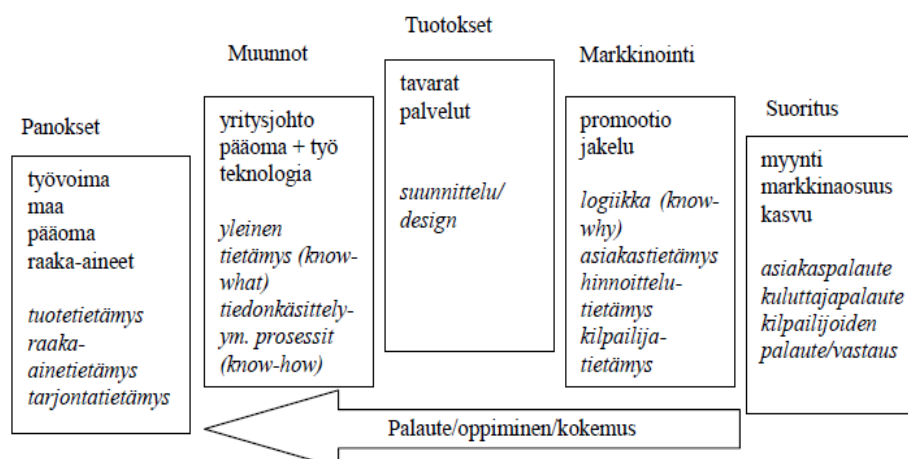 Panokset
työvoima
maa
pääoma
raaka-aineet
tuotetietämys
raaka-
ainetietämys
tarjontatietämys
Muunnot
yritysjohto
pääoma + työ
teknologia
yleinen
tietämys (know-
what)
tiedonkäsittely-
ym. prosessit
(know-how)
Tuotokset
tavarat
palvelut
suunnittelu/
design
Markkinointi
promootio
jakelu
logiikka (know-
why)
asiakastietämys
hinnoittelu-
tietämys
kilpailija-
tietämys
Suoritus
myynti
markkinaosuus
kasvu
asiakaspalaute
kuluttajapalaute
kilpailijoiden
palaute/vastaus
Palaute/oppiminen/kokemus